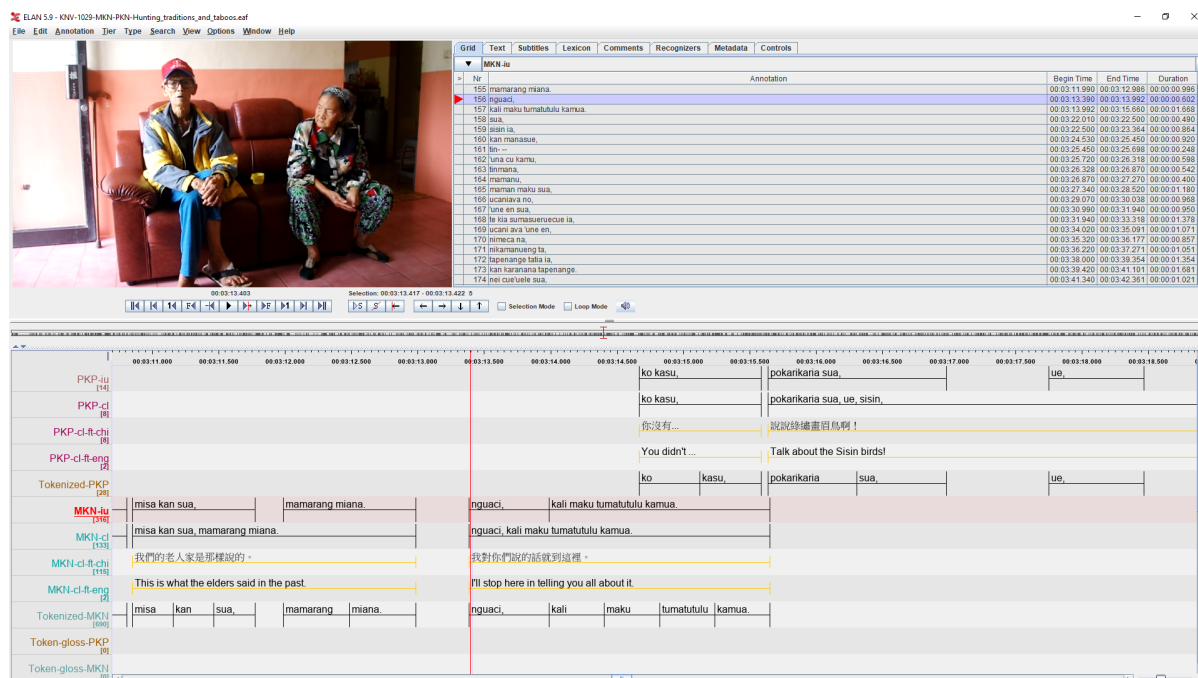 ELAN 5.9 - KNV-1029-MKN-PKN-Hunting_traditions_and_taboos.eaf
File Edit Annotation Tier Type Search View Options Window Help
Grid Text Subtitles Lexicon Comments Recognizers Metadata Controls
▼ MKN-iu
> Nr Annotation Begin Time End Time Duration
155 mamarang miana. 00:03:11.990 00:03:12.986 00:00:00.996
156 nguaci, 00:03:13.390 00:03:13.992 00:00:00.602
157 kali maku tumatutulu kamua. 00:03:13.992 00:03:15.660 00:00:01.668
158 sua, 00:03:22.010 00:03:22.500 00:00:00.490
159 sisin ia, 00:03:22.500 00:03:23.364 00:00:00.864
160 kan manasue, 00:03:24.530 00:03:25.450 00:00:00.920
161 tin-- 00:03:25.450 00:03:25.698 00:00:00.248
162 'una cu kamu, 00:03:25.720 00:03:26.318 00:00:00.598
163 tinmana, 00:03:26.328 00:03:26.870 00:00:00.542
164 mamanu, 00:03:26.870 00:03:27.270 00:00:00.400
165 maman maku sua, 00:03:27.340 00:03:28.520 00:00:01.180
166 ucaniava no, 00:03:29.070 00:03:30.038 00:00:00.968
167 'une en sua, 00:03:30.990 00:03:31.940 00:00:00.950
168 te kia sumasueruecue ia, 00:03:31.940 00:03:33.318 00:00:01.378
169 ucani ava 'une en, 00:03:34.020 00:03:35.091 00:00:01.071
170 nimeca na, 00:03:35.320 00:03:36.177 00:00:00.857
171 nikamanueng ta, 00:03:36.220 00:03:37.271 00:00:01.051
172 tapenange tatia ia, 00:03:38.000 00:03:39.354 00:00:01.354
173 kan karanana tapenange. 00:03:39.420 00:03:41.101 00:00:01.681
174 nei cue'uele sua, 00:03:41.340 00:03:42.361 00:00:01.021
00:03:13.403 Selection: 00:03:13.417 - 00:03:13.422 5
Selection Mode Loop Mode
00:03:11.000 00:03:11.500 00:03:12.000 00:03:12.500 00:03:13.000 00:03:13.500 00:03:14.000 00:03:14.500 00:03:15.000 00:03:15.500 00:03:16.000 00:03:16.500 00:03:17.000 00:03:17.500 00:03:18.000 00:03:18.500
PKP-iu ko kasu, pokarikaria sua, ue,
[14]
PKP-cl ko kasu, pokarikaria sua, ue, sisin,
[8]
PKP-cl-ft-chi 你沒有... 說說綠繡畫眉鳥啊！
[8]
PKP-cl-ft-eng You didn't ... Talk about the Sisin birds!
[2]
Tokenized-PKP ko kasu, pokarikaria sua, ue,
[28]
MKN-iu misa kan sua, mamarang miana. nguaci, kali maku tumatutulu kamua.
[316]
MKN-cl misa kan sua, mamarang miana. nguaci, kali maku tumatutulu kamua.
[133]
MKN-cl-ft-chi 我們的老人家是那樣說的。 我對你們說的話就到這裡。
[115]
MKN-cl-ft-eng This is what the elders said in the past. I'll stop here in telling you all about it.
[2]
Tokenized-MKN misa kan sua, mamarang miana. nguaci, kali maku tumatutulu kamua.
[690]
Token-gloss-PKP
[0]
Token-gloss-MKN